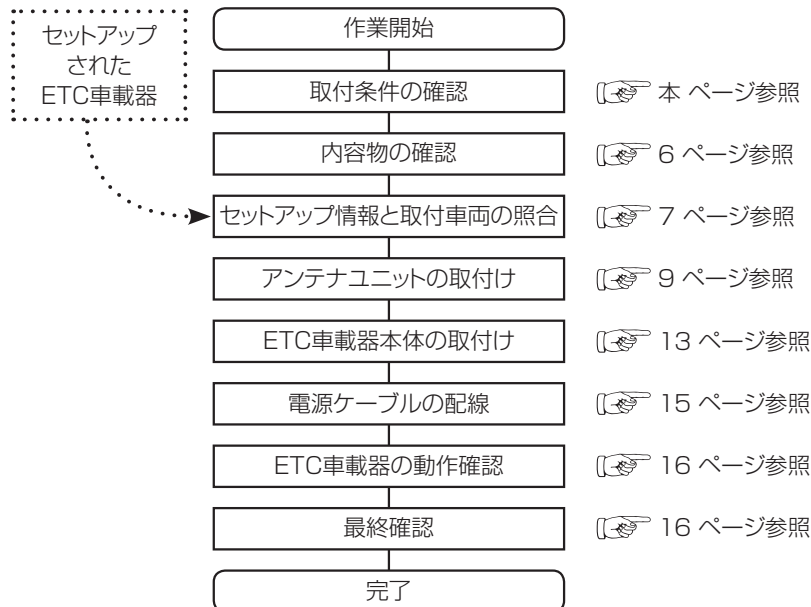 セットアップ
された
ETC車載器
作業開始
取付条件の確認
本 ページ参照
内容物の確認
6 ページ参照
セットアップ情報と取付車両の照合
7 ページ参照
アンテナユニットの取付け
9 ページ参照
ETC車載器本体の取付け
13 ページ参照
電源ケーブルの配線
15 ページ参照
ETC車載器の動作確認
16 ページ参照
最終確認
16 ページ参照
完了